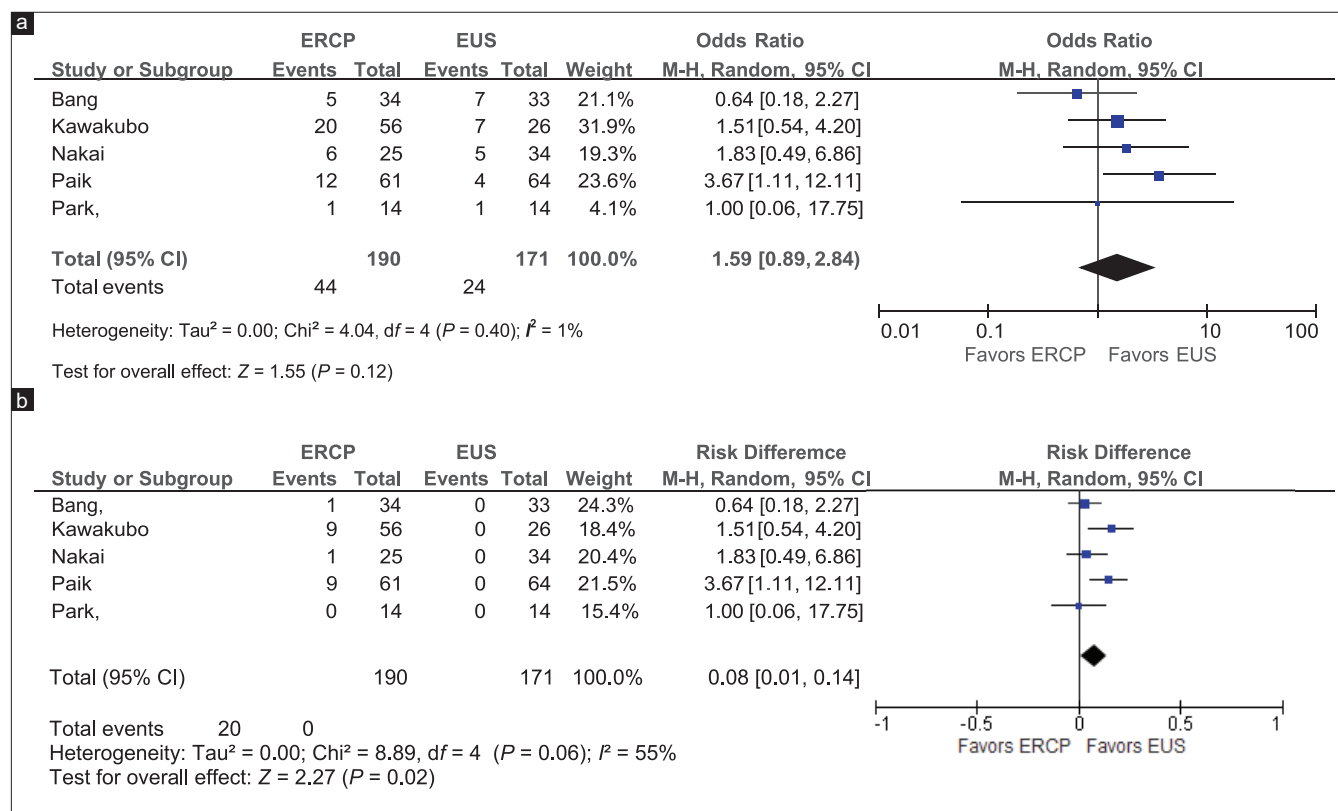 a
ERCP EUS Odds Ratio Odds Ratio
Study or Subgroup Events Total Events Total Weight M-H, Random, 95% CI M-H, Random, 95% CI
Bang 5 34 7 33 21.1% 0.64 [0.18, 2.27]
Kawakubo 20 56 7 26 31.9% 1.51 [0.54, 4.20]
Nakai 6 25 5 34 19.3% 1.83 [0.49, 6.86]
Paik 12 61 4 64 23.6% 3.67 [1.11, 12.11]
Park, 1 14 1 14 4.1% 1.00 [0.06, 17.75]
Total (95% CI) 190 171 100.0% 1.59 [0.89, 2.84)
Total events 44 24
Heterogeneity: Tau² = 0.00; Chi² = 4.04, df = 4 (P = 0.40); I² = 1%
0.01 0.1 1 10 100
Favors ERCP Favors EUS
Test for overall effect: Z = 1.55 (P = 0.12)
b
ERCP EUS Risk Differemce Risk Difference
Study or Subgroup Events Total Events Total Weight M-H, Random, 95% CI M-H, Random, 95% CI
Bang, 1 34 0 33 24.3% 0.64 [0.18, 2.27]
Kawakubo 9 56 0 26 18.4% 1.51 [0.54, 4.20]
Nakai 1 25 0 34 20.4% 1.83 [0.49, 6.86]
Paik 9 61 0 64 21.5% 3.67 [1.11, 12.11]
Park, 0 14 0 14 15.4% 1.00 [0.06, 17.75]
Total (95% CI) 190 171 100.0% 0.08 [0.01, 0.14]
-1 -0.5 0 0.5 1
Total events 20 0
Favors ERCP Favors EUS
Heterogeneity: Tau² = 0.00; Chi² = 8.89, df = 4 (P = 0.06); I² = 55%
Test for overall effect: Z = 2.27 (P = 0.02)